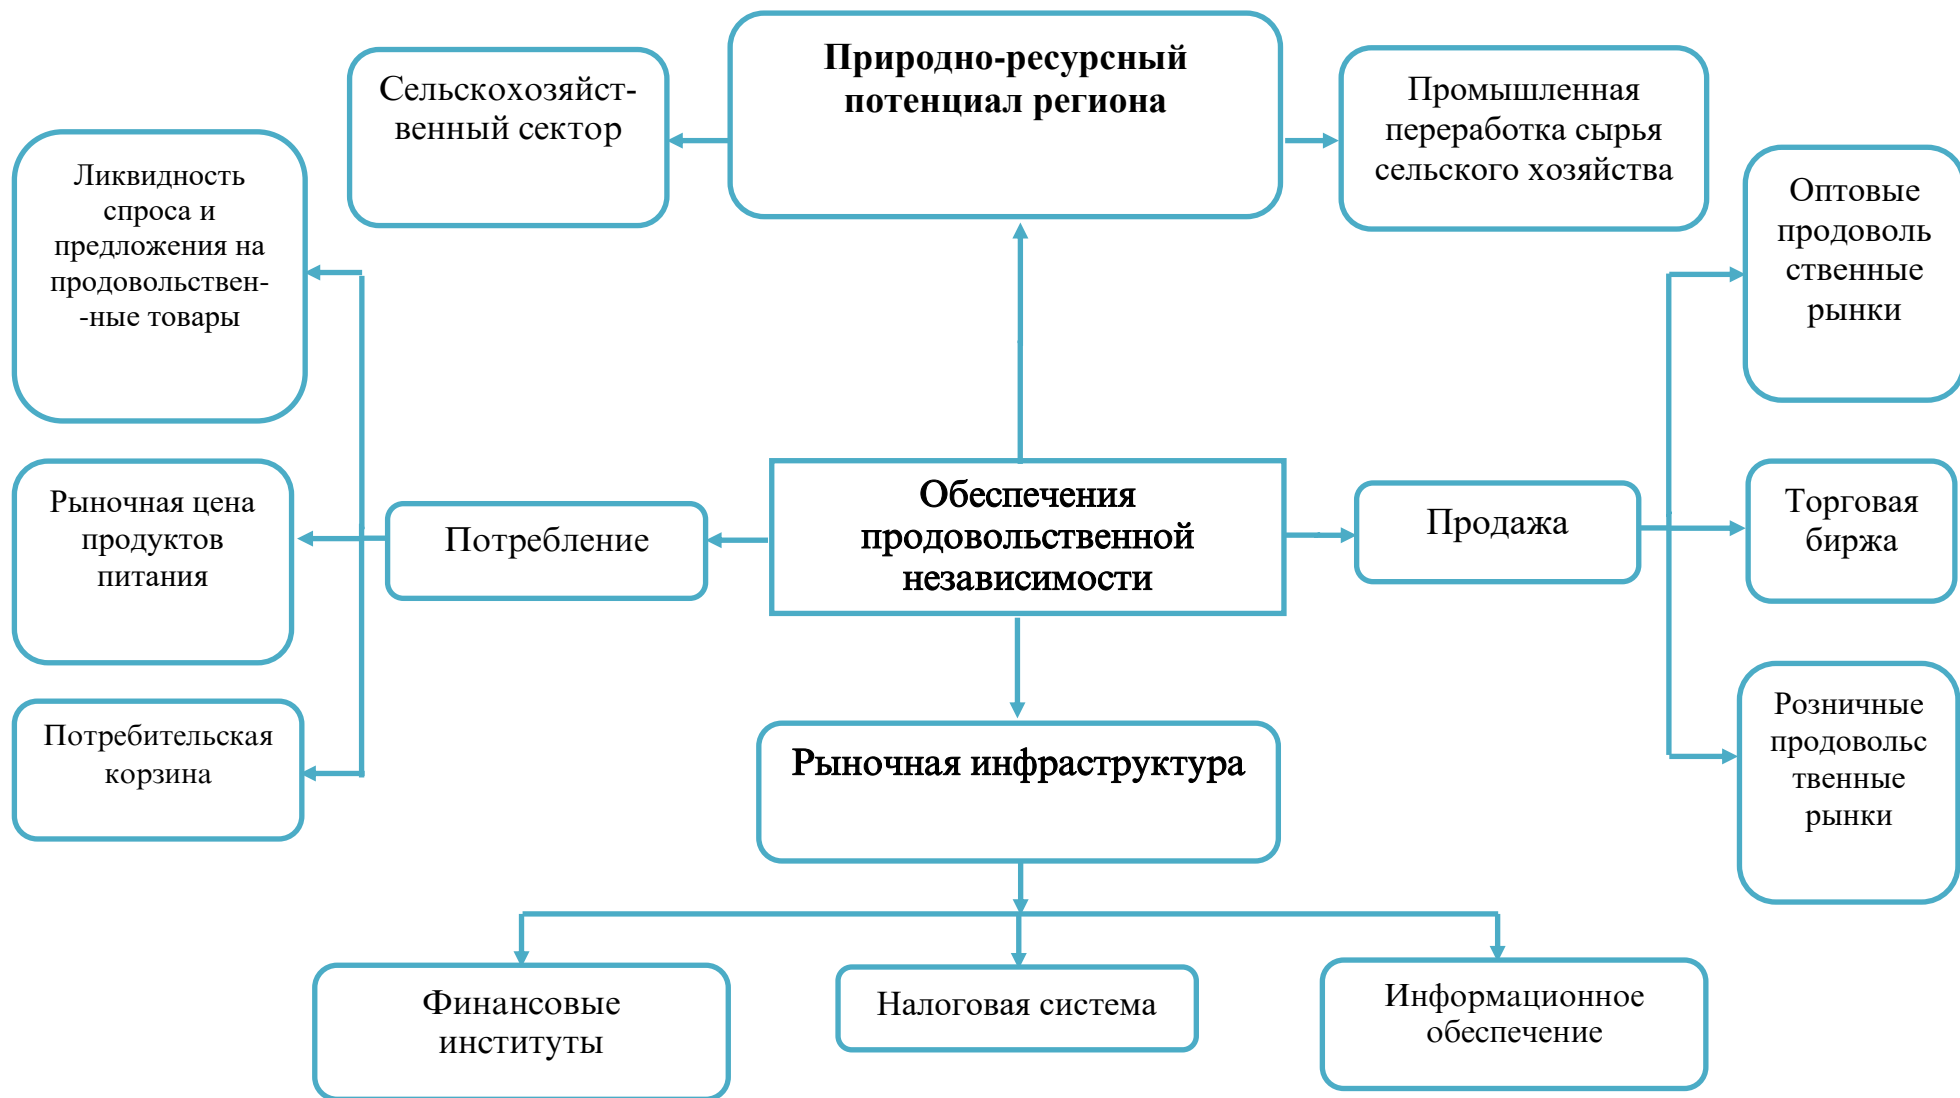 Природно-ресурсный
потенциал региона
Сельскохозяйст-
венный сектор
Промышленная
переработка сырья
сельского хозяйства
Ликвидность
спроса и
предложения на
продовольствен-
-ные товары
Оптовые
продоволь
ственные
рынки
Рыночная цена
продуктов
питания
Потребление
Обеспечения
продовольственной
независимости
Продажа
Торговая
биржа
Потребительская
корзина
Рыночная инфраструктура
Розничные
продовольс
твенные
рынки
Финансовые
институты
Налоговая система
Информационное
обеспечение